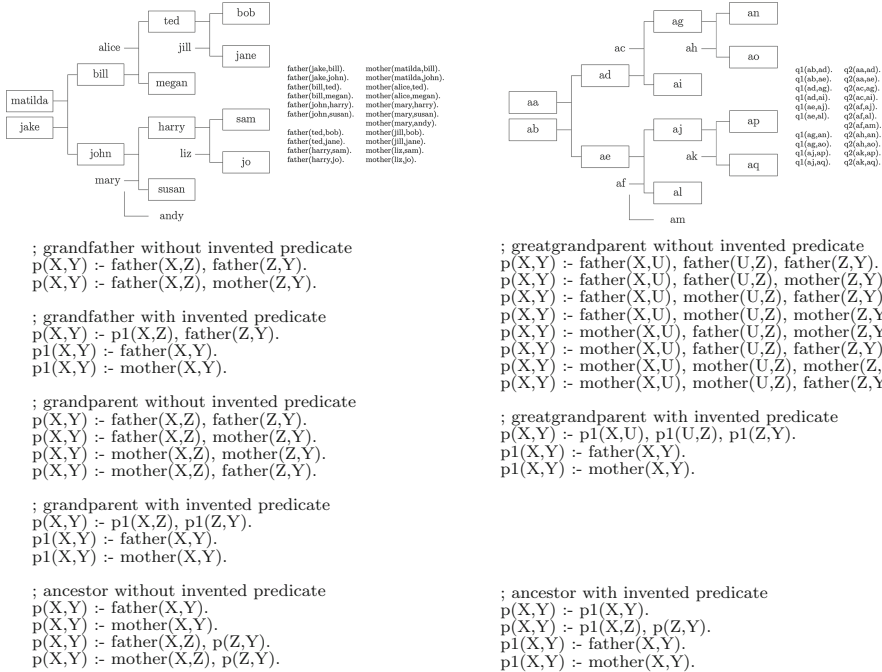 ted
bob
alice
jill
jane
bill
megan
matilda
jake
harry
sam
john
liz
jo
mary
susan
andy
father(jake,bill). mother(matilda,bill).
father(jake,john). mother(matilda,john).
father(bill,ted). mother(alice,ted).
father(bill,megan). mother(alice,megan).
father(john,harry). mother(mary,harry).
father(john,susan). mother(mary,susan).
mother(mary,andy).
father(ted,bob). mother(jill,bob).
father(ted,jane). mother(jill,jane).
father(harry,sam). mother(liz,sam).
father(harry,jo). mother(liz,jo).
ag
an
ac
ah
ao
ad
ai
aa
ab
aj
ap
ae
ak
aq
af
al
am
q1(ab,ad). q2(aa,ad).
q1(ab,ae). q2(aa,ae).
q1(ad,ag). q2(ac,ag).
q1(ad,ai). q2(ac,ai).
q1(ae,aj). q2(af,aj).
q1(ae,al). q2(af,al).
q2(af,am).
q1(ag,an). q2(ah,an).
q1(ag,ao). q2(ah,ao).
q1(aj,ap). q2(ak,ap).
q1(aj,aq). q2(ak,aq).
; grandfather without invented predicate
p(X,Y) :- father(X,Z), father(Z,Y).
p(X,Y) :- father(X,Z), mother(Z,Y).
; grandfather with invented predicate
p(X,Y) :- p1(X,Z), father(Z,Y).
p1(X,Y) :- father(X,Y).
p1(X,Y) :- mother(X,Y).
; grandparent without invented predicate
p(X,Y) :- father(X,Z), father(Z,Y).
p(X,Y) :- father(X,Z), mother(Z,Y).
p(X,Y) :- mother(X,Z), mother(Z,Y).
p(X,Y) :- mother(X,Z), father(Z,Y).
; grandparent with invented predicate
p(X,Y) :- p1(X,Z), p1(Z,Y).
p1(X,Y) :- father(X,Y).
p1(X,Y) :- mother(X,Y).
; ancestor without invented predicate
p(X,Y) :- father(X,Y).
p(X,Y) :- mother(X,Y).
p(X,Y) :- father(X,Z), p(Z,Y).
p(X,Y) :- mother(X,Z), p(Z,Y).
; greatgrandparent without invented predicate
p(X,Y) :- father(X,U), father(U,Z), father(Z,Y).
p(X,Y) :- father(X,U), father(U,Z), mother(Z,Y)
p(X,Y) :- father(X,U), mother(U,Z), father(Z,Y)
p(X,Y) :- father(X,U), mother(U,Z), mother(Z,Y
p(X,Y) :- mother(X,U), father(U,Z), mother(Z,Y
p(X,Y) :- mother(X,U), father(U,Z), father(Z,Y)
p(X,Y) :- mother(X,U), mother(U,Z), mother(Z,
p(X,Y) :- mother(X,U), mother(U,Z), father(Z,Y
; greatgrandparent with invented predicate
p(X,Y) :- p1(X,U), p1(U,Z), p1(Z,Y).
p1(X,Y) :- father(X,Y).
p1(X,Y) :- mother(X,Y).
; ancestor with invented predicate
p(X,Y) :- p1(X,Y).
p(X,Y) :- p1(X,Z), p(Z,Y).
p1(X,Y) :- father(X,Y).
p1(X,Y) :- mother(X,Y).